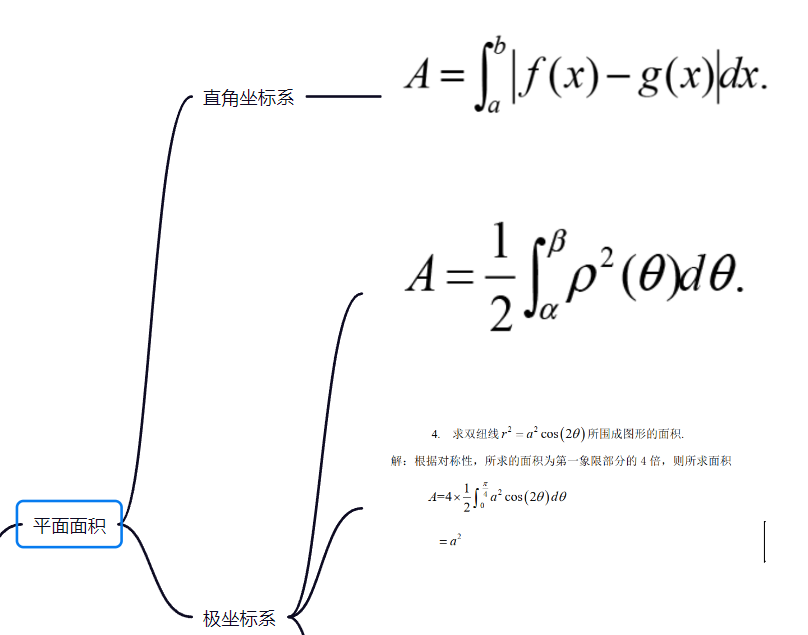 直角坐标系
A = ∫_a^b |f(x) − g(x)|dx.
A = 1/2 ∫_α^β ρ²(θ)dθ.
4. 求双纽线 r² = a² cos(2θ) 所围成图形的面积.
解：根据对称性，所求的面积为第一象限部分的 4 倍，则所求面积
A=4×1/2 ∫_0^{π/4} a² cos(2θ)dθ
= a²
平面面积
极坐标系